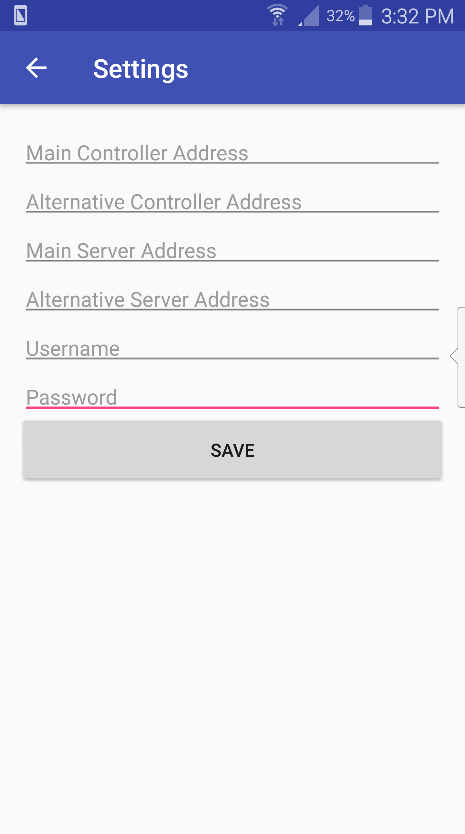 32% 3:32 PM
Settings
Main Controller Address
Alternative Controller Address
Main Server Address
Alternative Server Address
Username
Password
SAVE